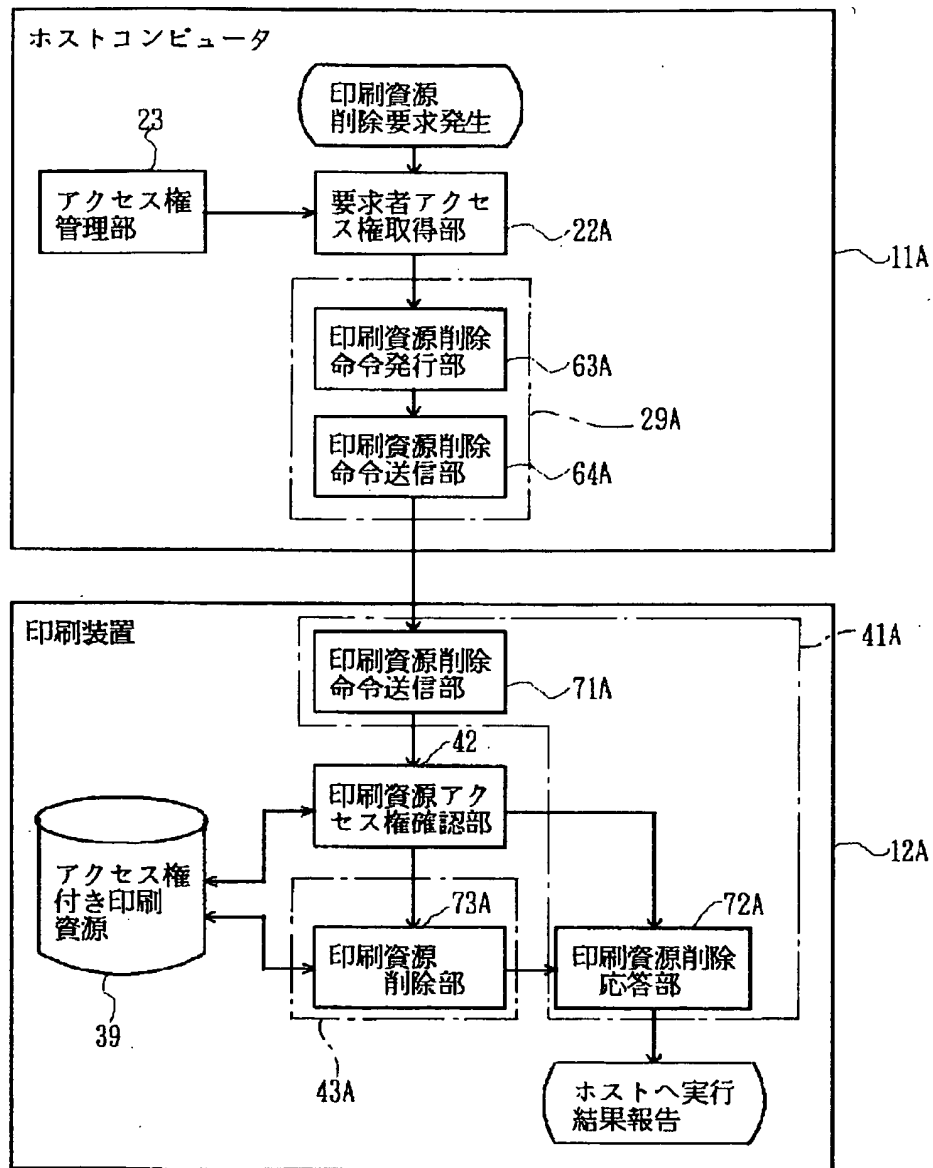 ホストコンピュータ
印刷資源
削除要求発生
23
アクセス権
管理部
要求者アクセ
ス権取得部
22A
11A
印刷資源削除
命令発行部
63A
29A
印刷資源削除
命令送信部
64A
印刷装置
41A
印刷資源削除
命令送信部
71A
42
印刷資源アク
セス権確認部
12A
アクセス権
付き印刷
資源
39
73A
印刷資源
削除部
43A
72A
印刷資源削除
応答部
ホストへ実行
結果報告